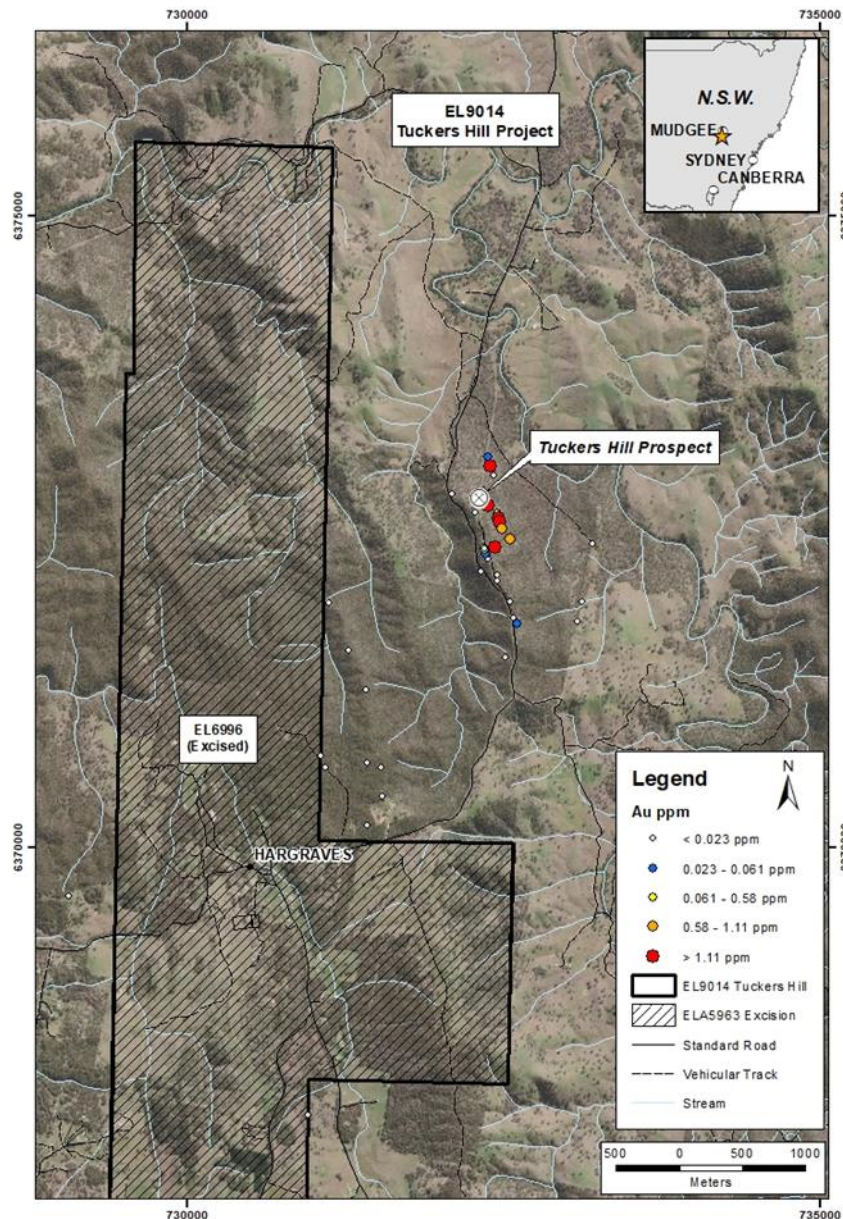 730000
735000
EL9014
Tuckers Hill Project
N.S.W.
MUDGEE
SYDNEY
CANBERRA
6375000
6375000
Tuckers Hill Prospect
EL6996
(Excised)
HARGRAVES
6370000
6370000
Legend
N
Au ppm
< 0.023 ppm
0.023 - 0.061 ppm
0.061 - 0.58 ppm
0.58 - 1.11 ppm
> 1.11 ppm
EL9014 Tuckers Hill
ELA5963 Excision
Standard Road
Vehicular Track
Stream
500 0 500 1000
Meters
730000
735000